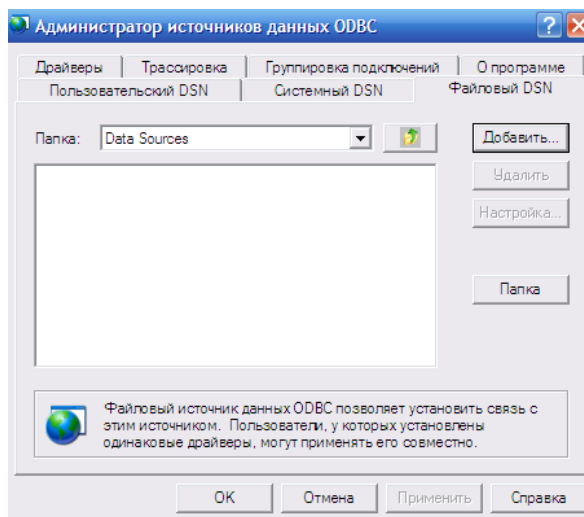 Администратор источников данных ODBC
Драйверы Трассировка Группировка подключений О программе
Пользовательский DSN Системный DSN Файловый DSN
Папка: Data Sources Добавить...
Удалить
Настройка...
Папка
Файловый источник данных ODBC позволяет установить связь с
этим источником. Пользователи, у которых установлены
одинаковые драйверы, могут применять его совместно.
OK Отмена Применить Справка